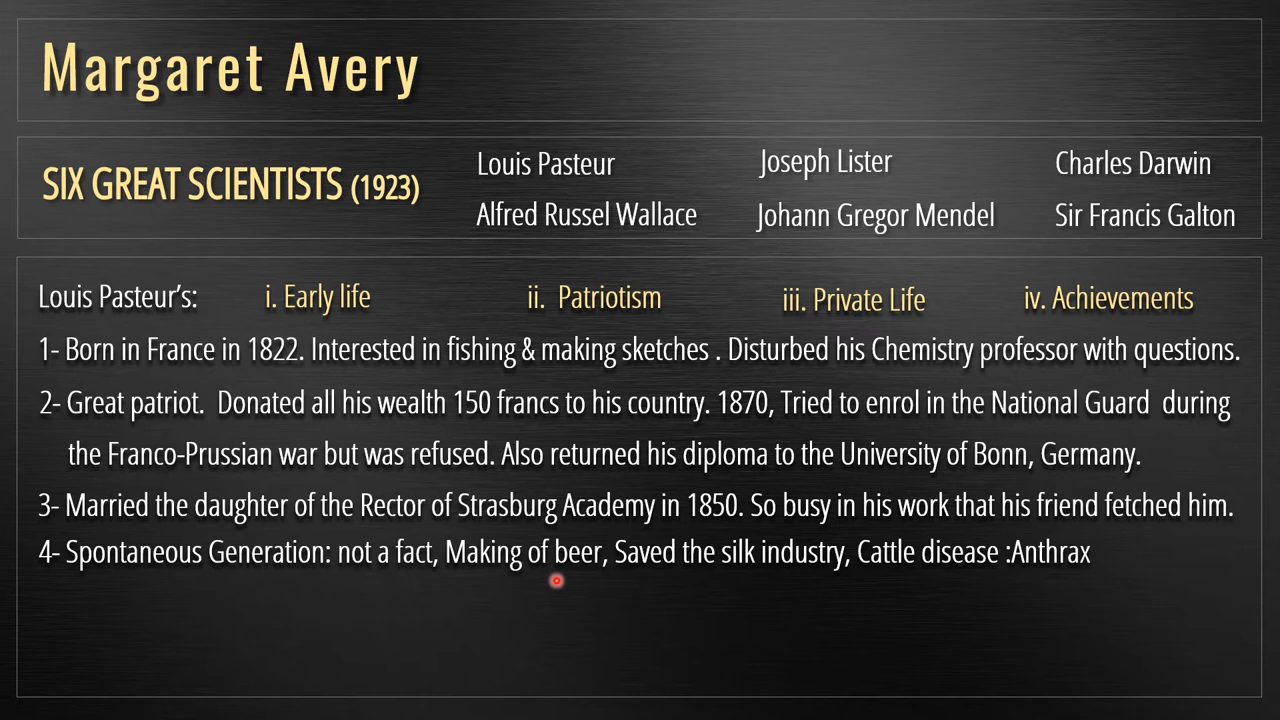 Margaret Avery
SIX GREAT SCIENTISTS (1923)
Louis Pasteur Joseph Lister Charles Darwin
Alfred Russel Wallace Johann Gregor Mendel Sir Francis Galton
Louis Pasteur's: i. Early life ii. Patriotism iii. Private Life iv. Achievements
1- Born in France in 1822. Interested in fishing & making sketches . Disturbed his Chemistry professor with questions.
2- Great patriot. Donated all his wealth 150 francs to his country. 1870, Tried to enrol in the National Guard during
the Franco-Prussian war but was refused. Also returned his diploma to the University of Bonn, Germany.
3- Married the daughter of the Rector of Strasburg Academy in 1850. So busy in his work that his friend fetched him.
4- Spontaneous Generation: not a fact, Making of beer, Saved the silk industry, Cattle disease :Anthrax